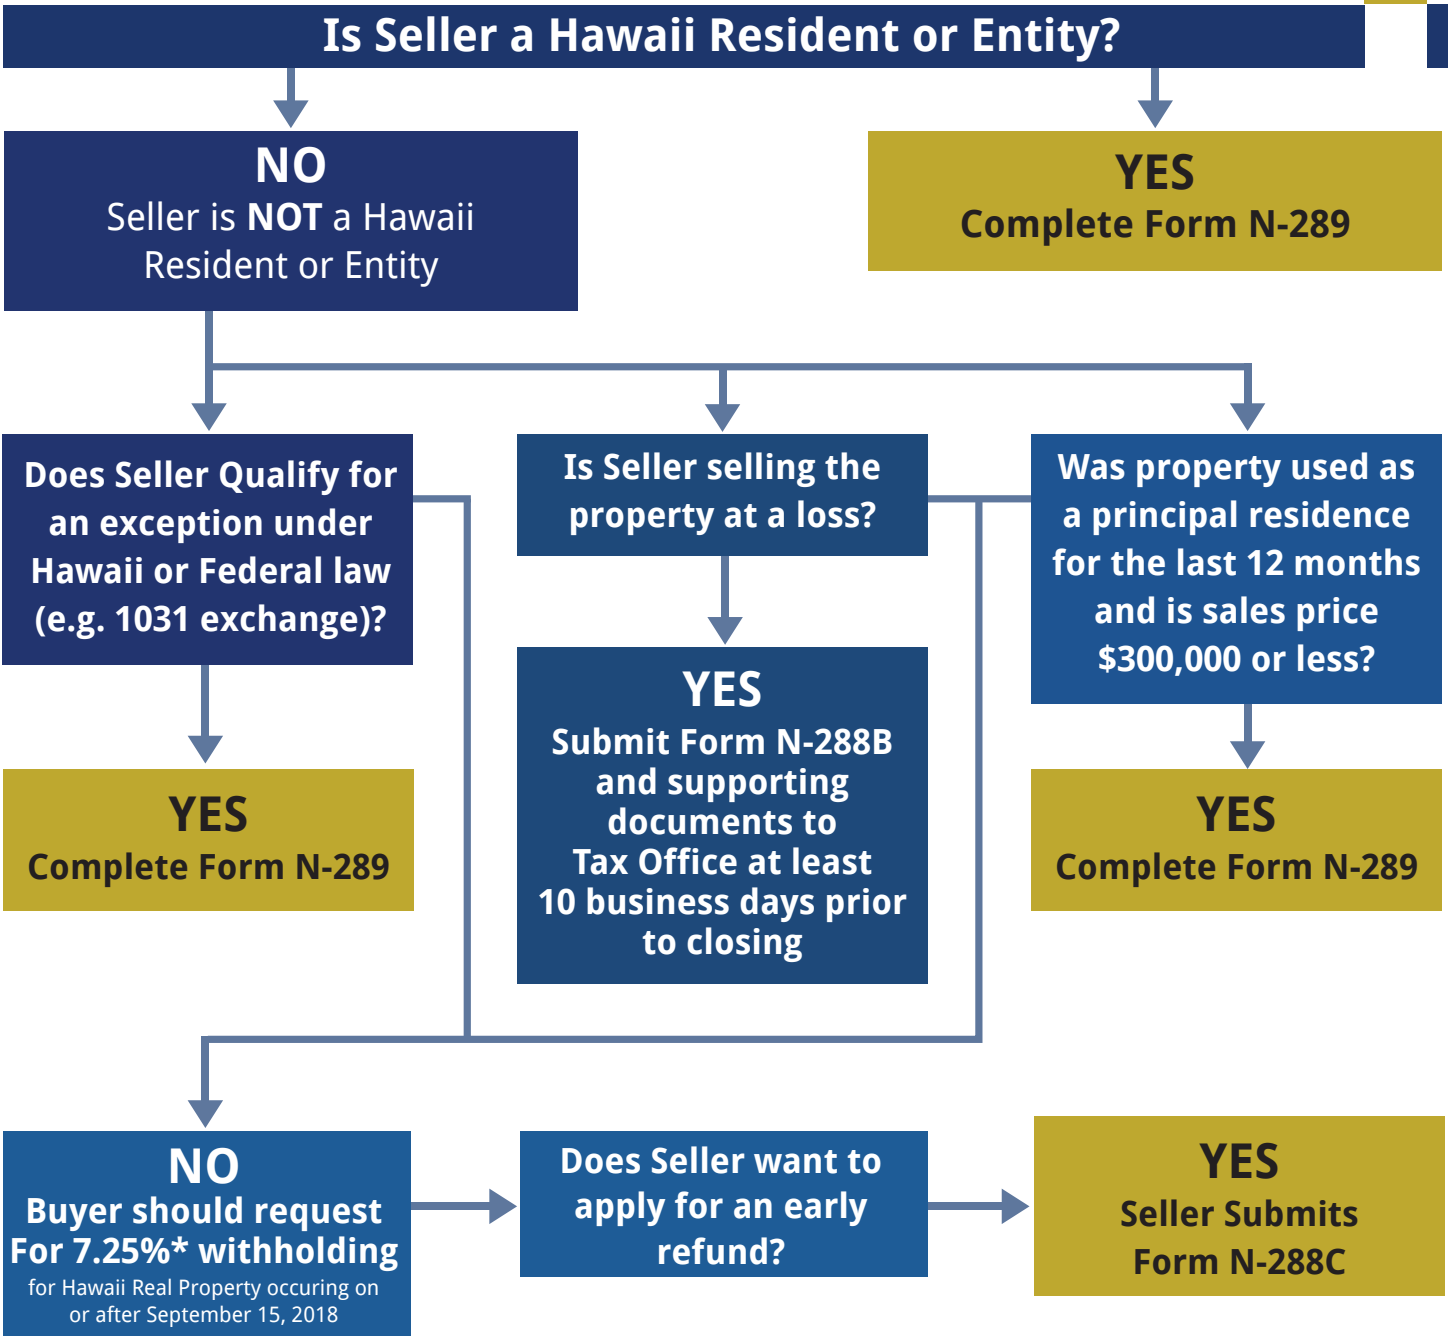 Is Seller a Hawaii Resident or Entity?
NO
Seller is NOT a Hawaii
Resident or Entity
YES
Complete Form N-289
Does Seller Qualify for
an exception under
Hawaii or Federal law
(e.g. 1031 exchange)?
Is Seller selling the
property at a loss?
Was property used as
a principal residence
for the last 12 months
and is sales price
$300,000 or less?
YES
Complete Form N-289
YES
Submit Form N-288B
and supporting
documents to
Tax Office at least
10 business days prior
to closing
YES
Complete Form N-289
NO
Buyer should request
For 7.25%* withholding
for Hawaii Real Property occuring on
or after September 15, 2018
Does Seller want to
apply for an early
refund?
YES
Seller Submits
Form N-288C